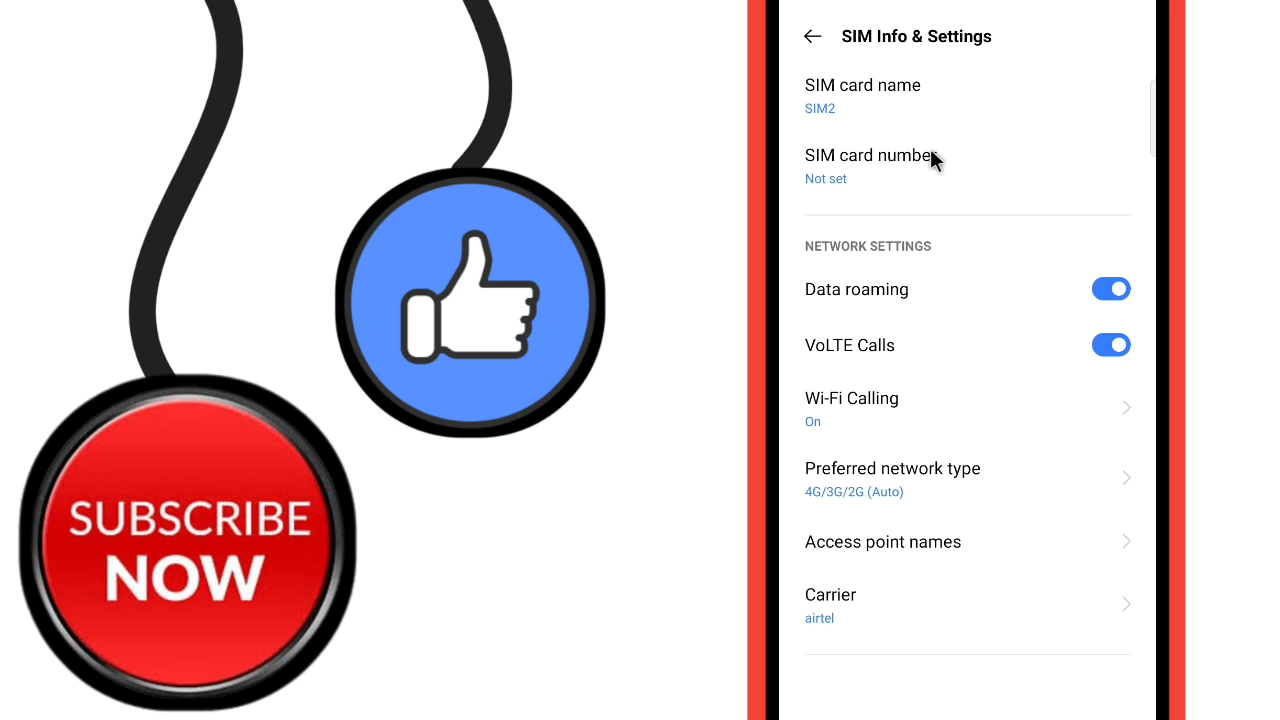 SUBSCRIBE
NOW
SIM Info & Settings
SIM card name
SIM2
SIM card number
Not set
NETWORK SETTINGS
Data roaming
VoLTE Calls
Wi-Fi Calling
On
Preferred network type
4G/3G/2G (Auto)
Access point names
Carrier
airtel